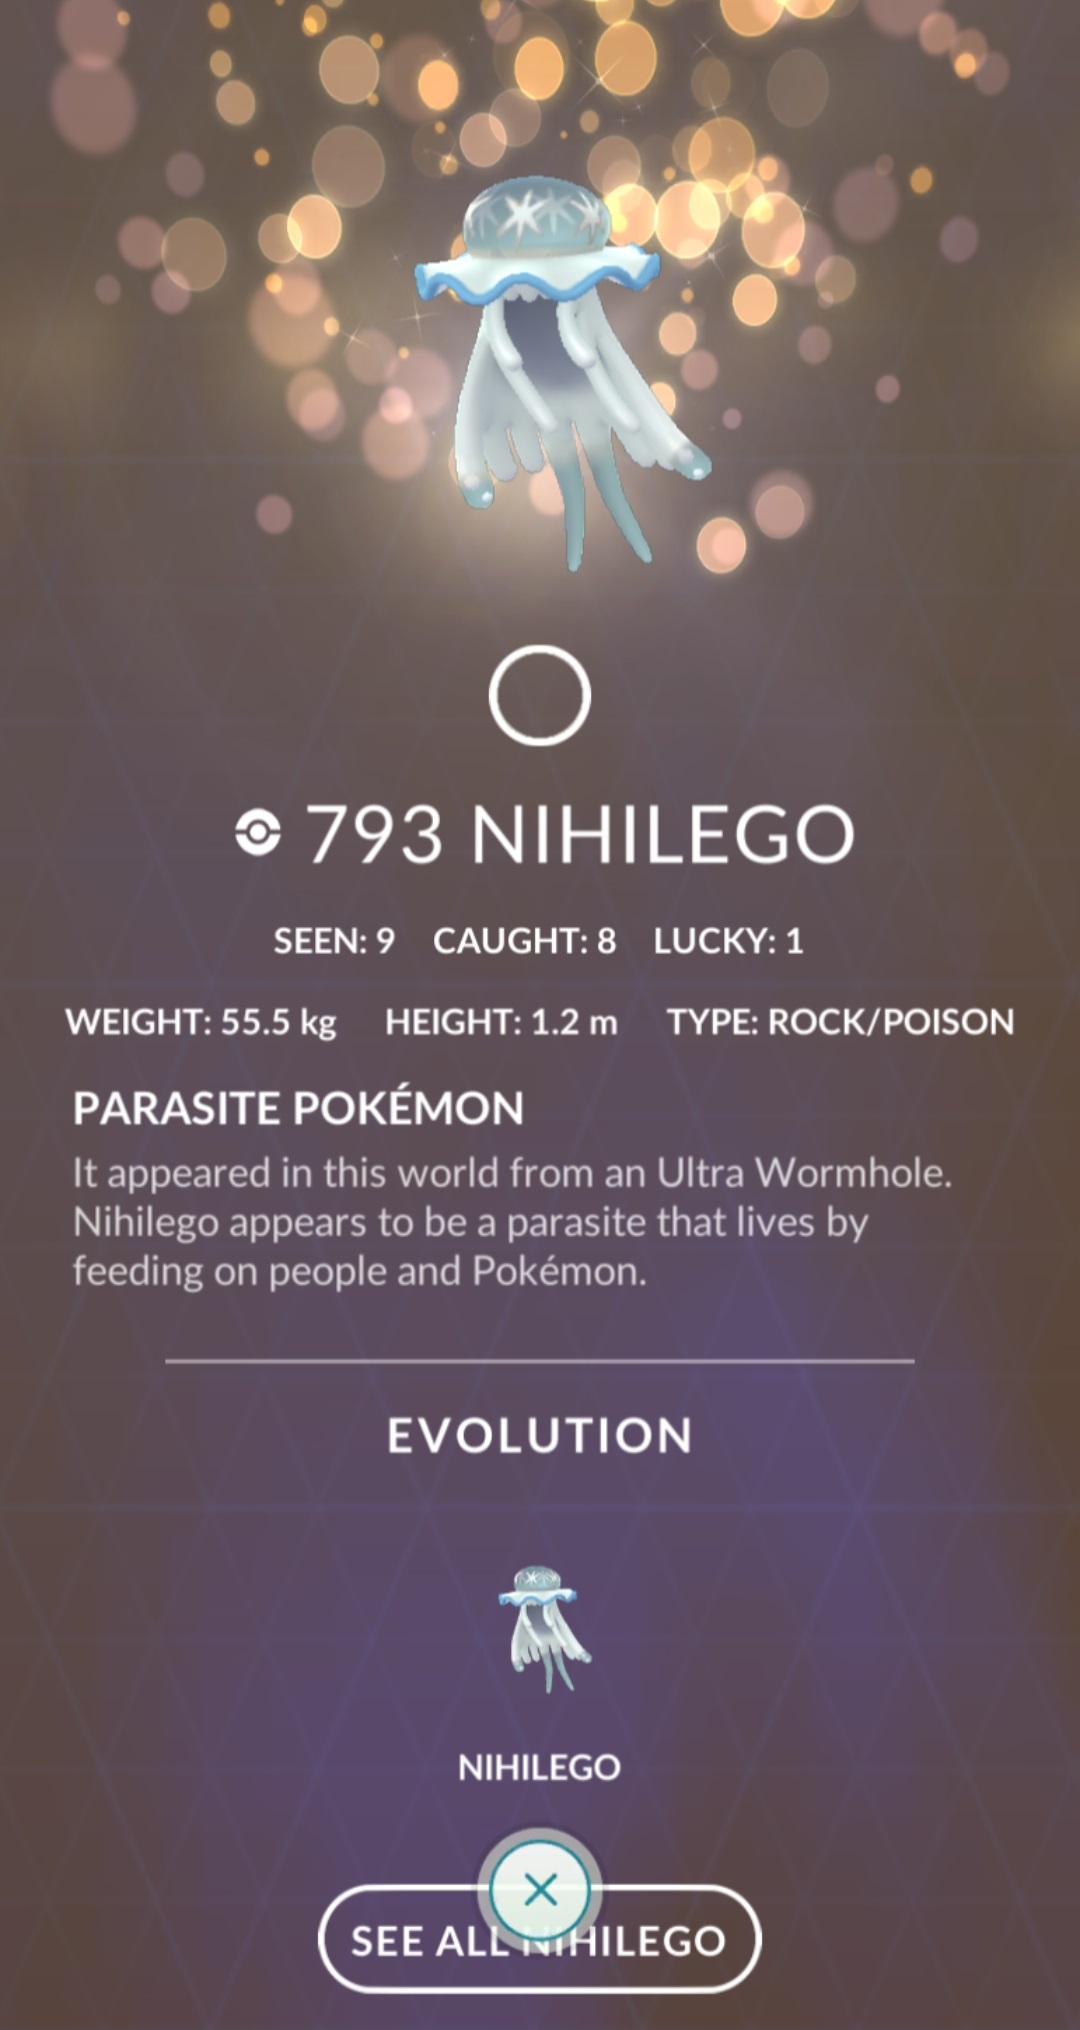 793 NIHILEGO
SEEN: 9 CAUGHT: 8 LUCKY: 1
WEIGHT: 55.5 kg HEIGHT: 1.2 m TYPE: ROCK/POISON
PARASITE POKÉMON
It appeared in this world from an Ultra Wormhole.
Nihilego appears to be a parasite that lives by
feeding on people and Pokémon.
EVOLUTION
NIHILEGO
SEE ALL NIHILEGO